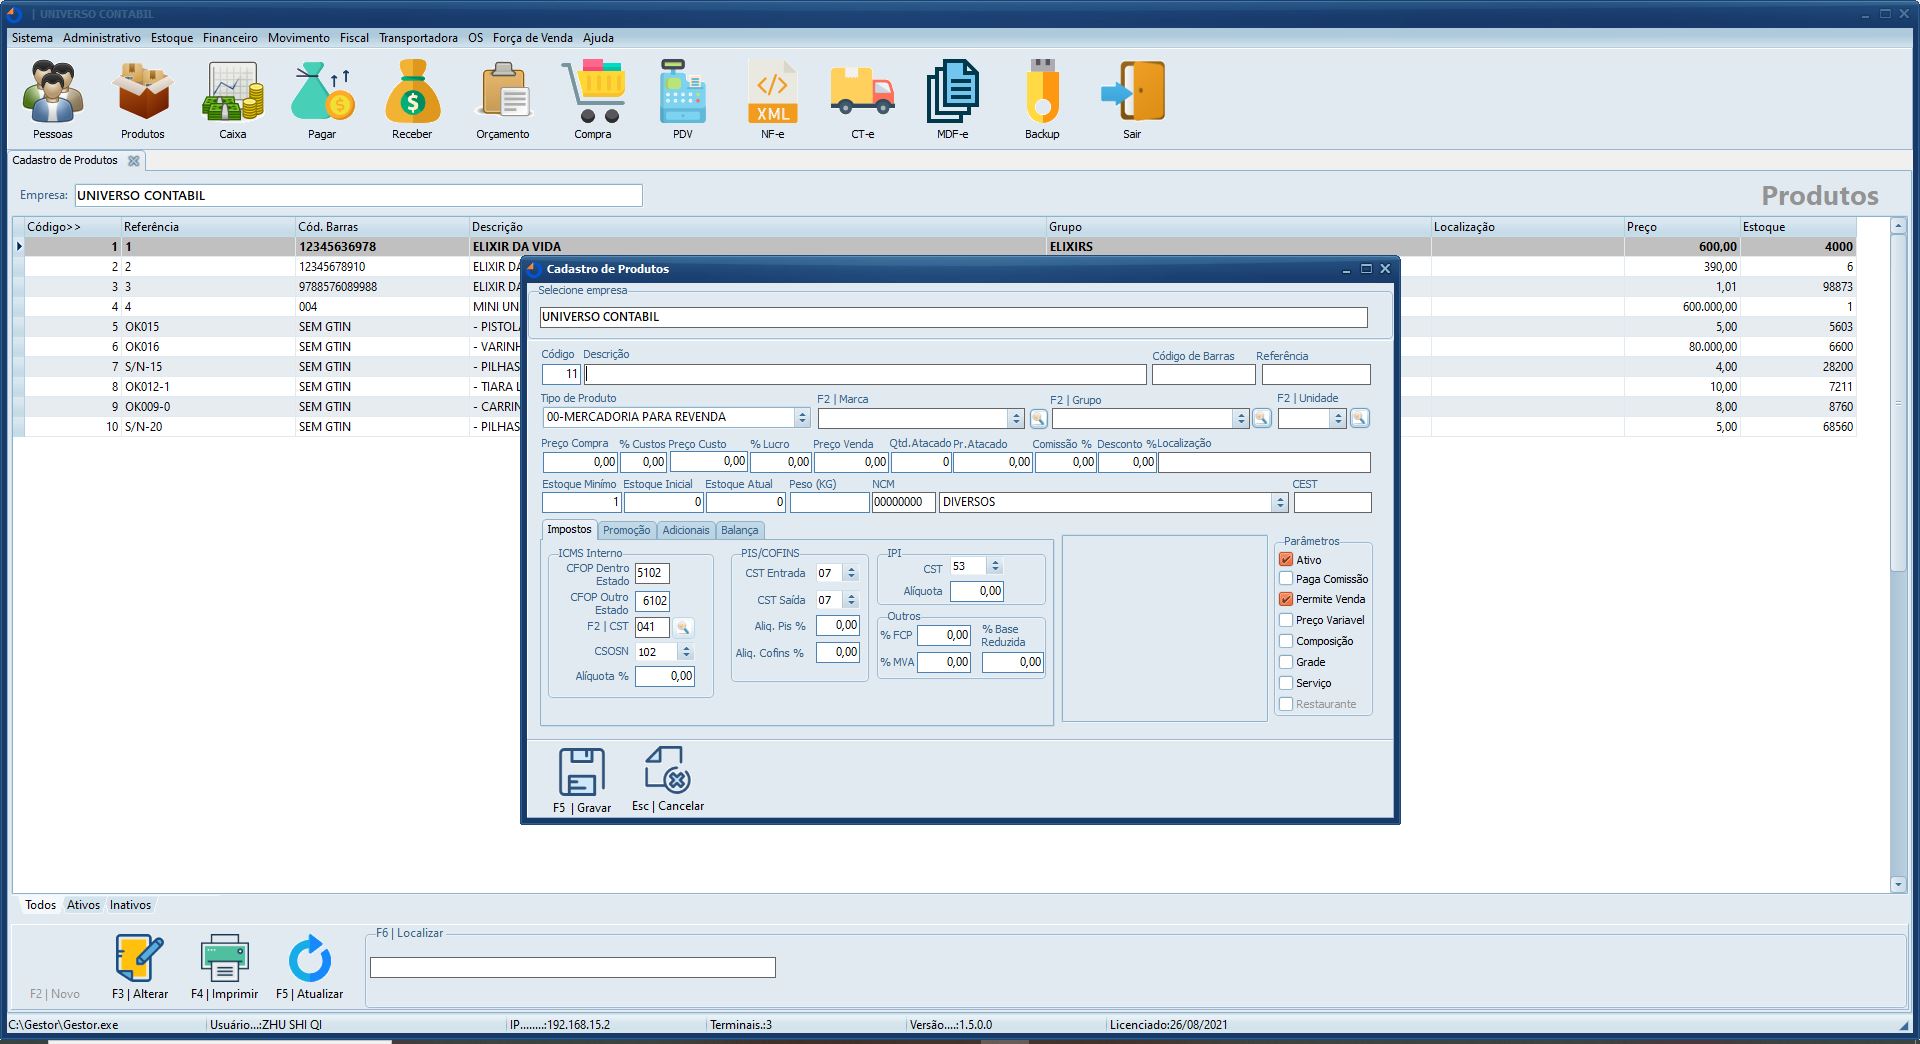 | UNIVERSO CONTABIL
Sistema Administrativo Estoque Financeiro Movimento Fiscal Transportadora OS Força de Venda Ajuda
Pessoas Produtos Caixa Pagar Receber Orçamento Compra PDV NF-e CT-e MDF-e Backup Sair
XML
Cadastro de Produtos
Empresa: UNIVERSO CONTABIL
Produtos
Código>> Referência Cód. Barras Descrição Grupo Localização Preço Estoque
1 1 12345636978 ELIXIR DA VIDA ELIXIRS 600,00 4000
2 2 12345678910 ELIXIR DA 390,00 6
3 3 9788576089988 ELIXIR DA 1,01 98873
4 4 004 MINI UN 600.000,00 1
5 OK015 SEM GTIN - PISTOLA 5,00 5603
6 OK016 SEM GTIN - VARINH 80.000,00 6600
7 S/N-15 SEM GTIN - PILHAS 4,00 28200
8 OK012-1 SEM GTIN - TIARA L 10,00 7211
9 OK009-0 SEM GTIN - CARRIN 8,00 8760
10 S/N-20 SEM GTIN - PILHAS 5,00 68560
Cadastro de Produtos
Selecione empresa
UNIVERSO CONTABIL
Código Descrição Código de Barras Referência
11
Tipo de Produto F2 | Marca F2 | Grupo F2 | Unidade
00-MERCADORIA PARA REVENDA
Preço Compra % Custos Preço Custo % Lucro Preço Venda Qtd.Atacado Pr.Atacado Comissão % Desconto % Localização
0,00 0,00 0,00 0,00 0,00 0 0,00 0,00 0,00
Estoque Minímo Estoque Inicial Estoque Atual Peso (KG) NCM CEST
1 0 0 00000000 DIVERSOS
Impostos Promoção Adicionais Balança
ICMS Interno
CFOP Dentro Estado 5102
CFOP Outro Estado 6102
F2 | CST 041
CSOSN 102
Alíquota % 0,00
PIS/COFINS
CST Entrada 07
CST Saída 07
Aliq. Pis % 0,00
Aliq. Cofins % 0,00
IPI
CST 53
Alíquota 0,00
Outros
% FCP 0,00 % Base Reduzida
% MVA 0,00 0,00
Parâmetros
Ativo
Paga Comissão
Permite Venda
Preço Variavel
Composição
Grade
Serviço
Restaurante
F5 | Gravar Esc | Cancelar
Todos Ativos Inativos
F6 | Localizar
F2 | Novo F3 | Alterar F4 | Imprimir F5 | Atualizar
C:\Gestor\Gestor.exe Usuário...:ZHU SHI QI IP.......:192.168.15.2 Terminais.:3 Versão....:1.5.0.0 Licenciado:26/08/2021